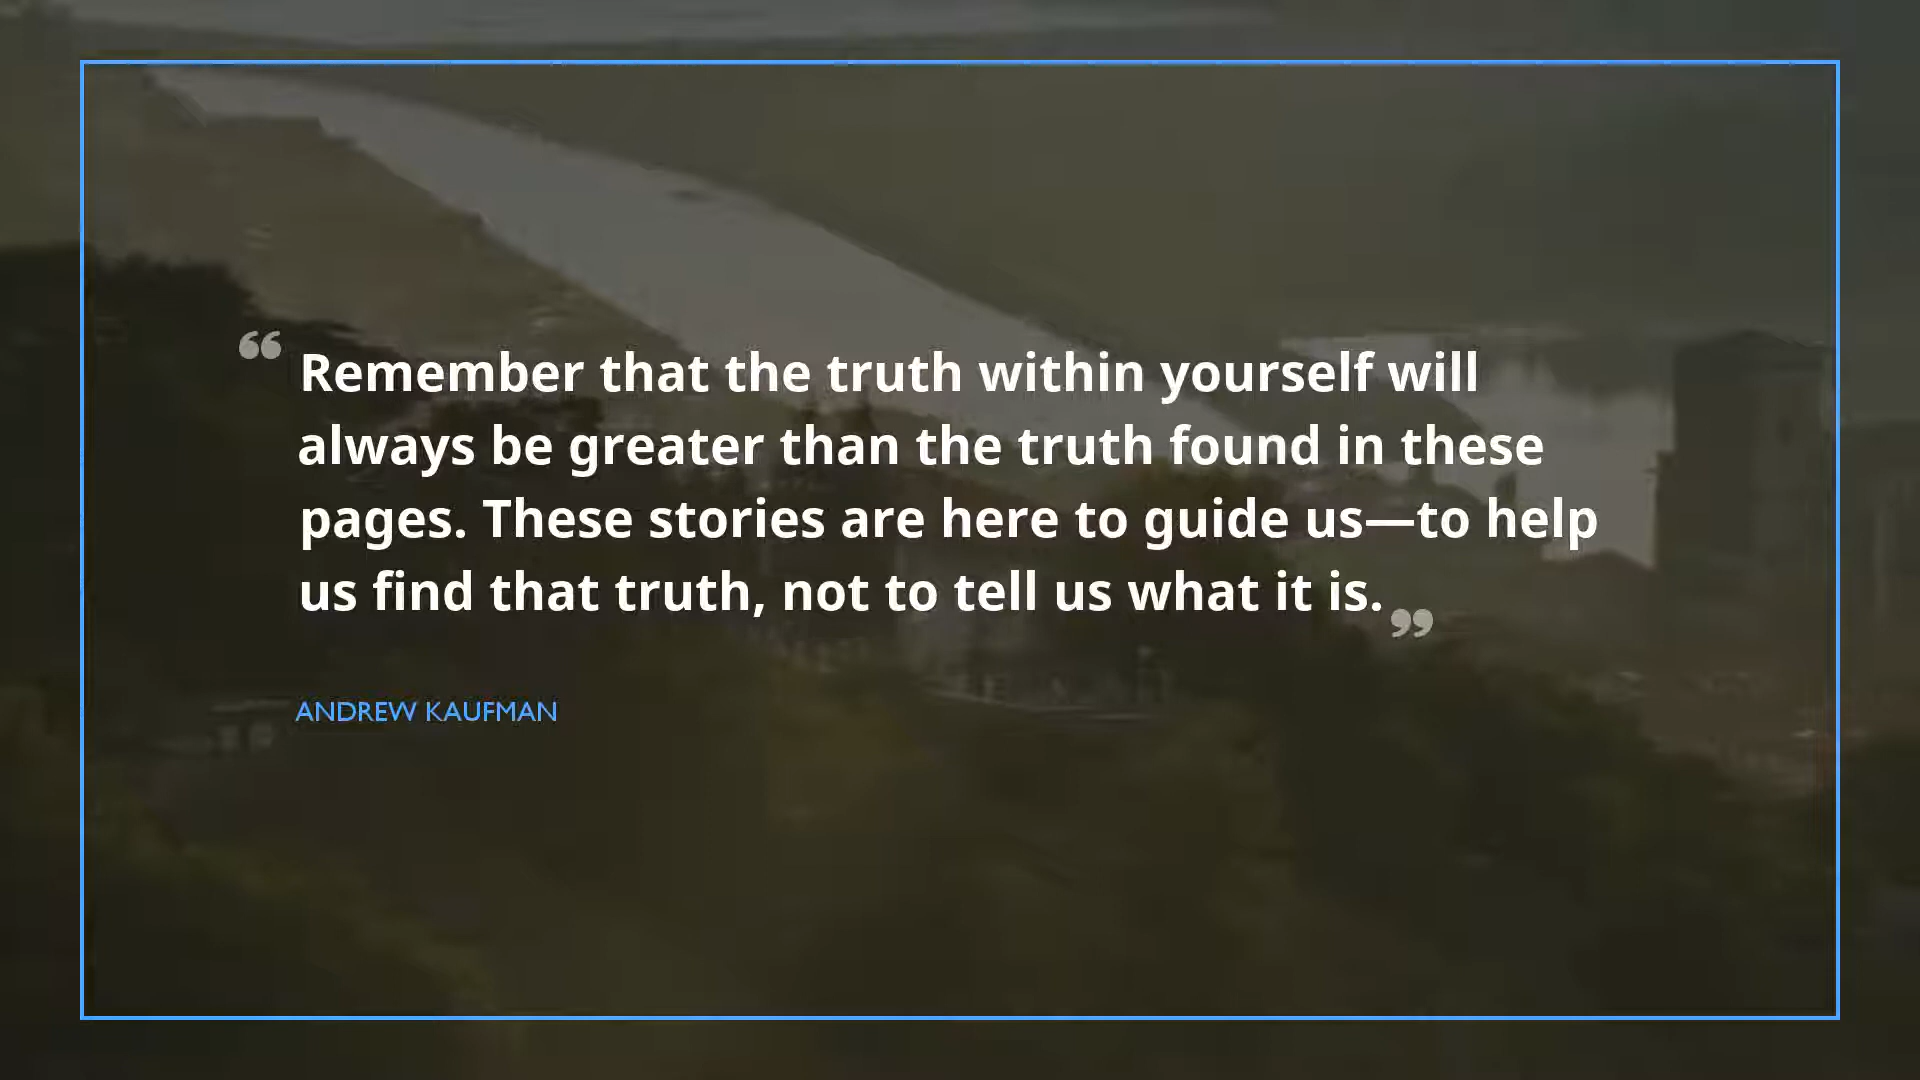 “Remember that the truth within yourself will
always be greater than the truth found in these
pages. These stories are here to guide us—to help
us find that truth, not to tell us what it is.”
ANDREW KAUFMAN